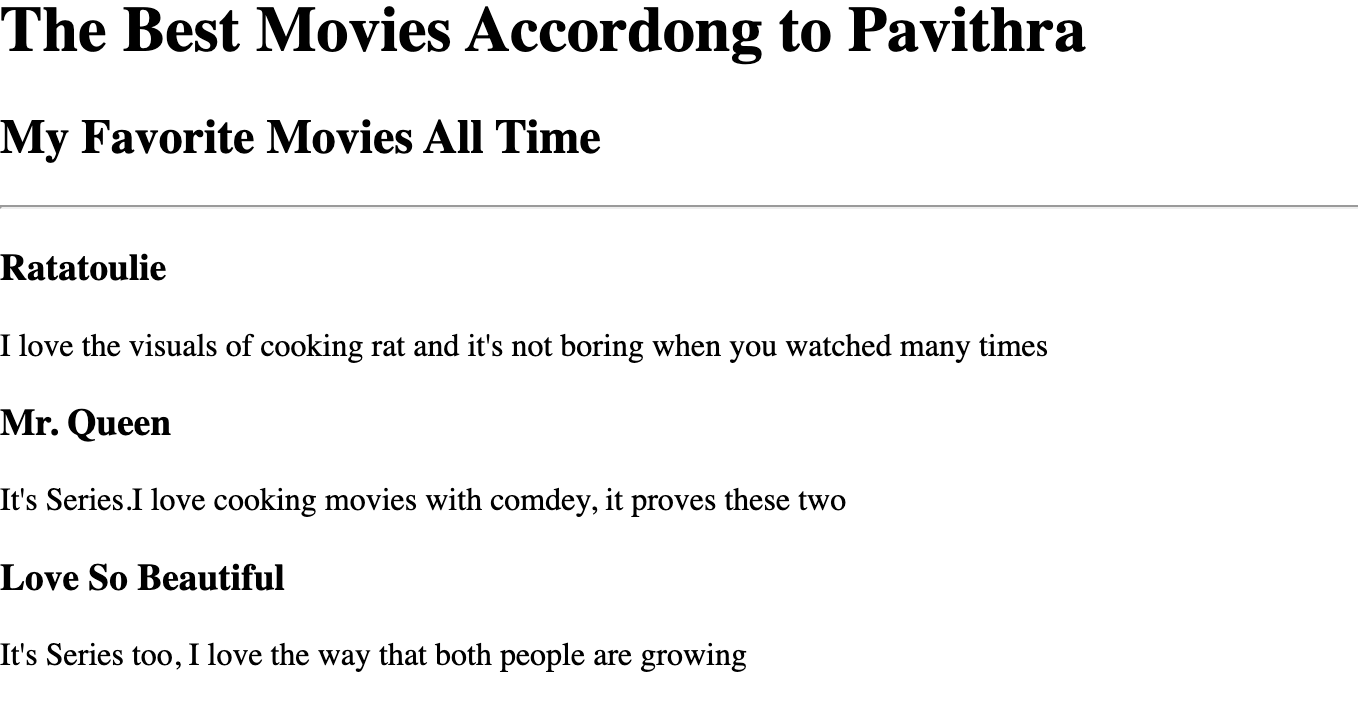 The Best Movies Accordong to Pavithra
My Favorite Movies All Time
Ratatoulie
I love the visuals of cooking rat and it's not boring when you watched many times
Mr. Queen
It's Series.I love cooking movies with comdey, it proves these two
Love So Beautiful
It's Series too, I love the way that both people are growing